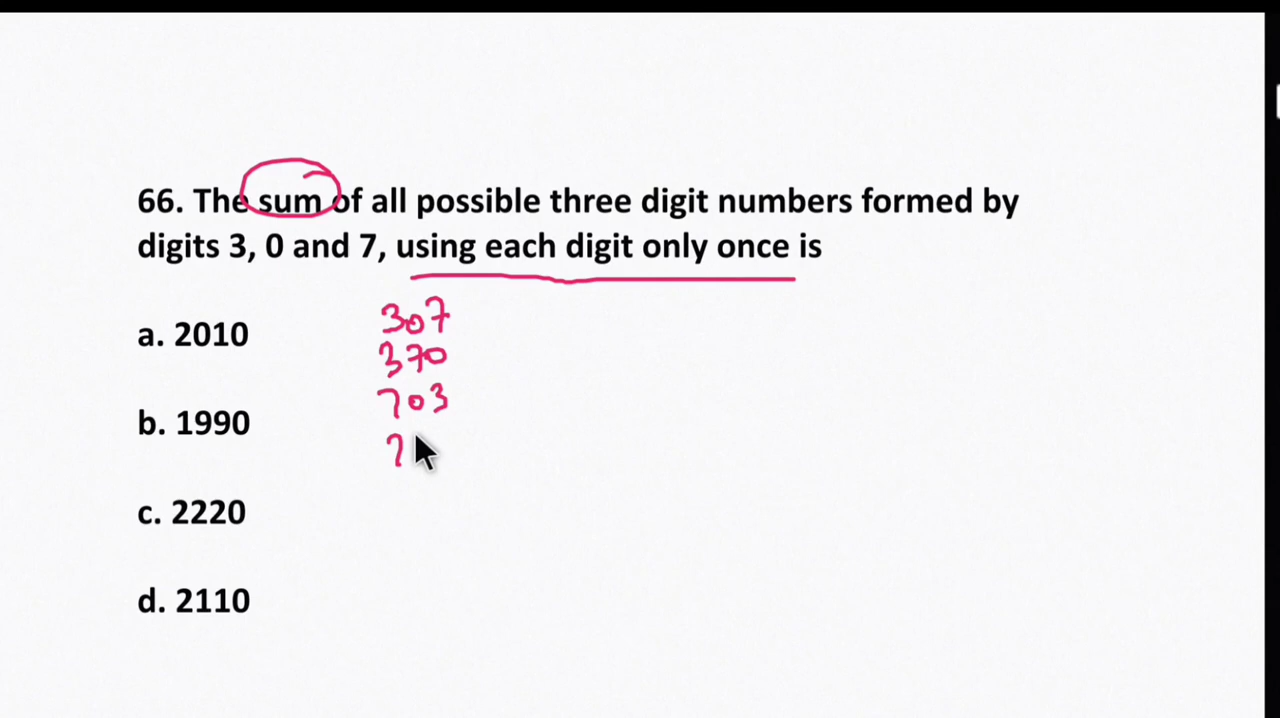 66. The sum of all possible three digit numbers formed by
digits 3, 0 and 7, using each digit only once is
a. 2010
307
370
703
b. 1990
7
c. 2220
d. 2110